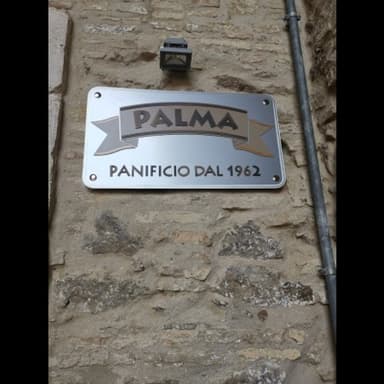 PALMA
PANIFICIO DAL 1962